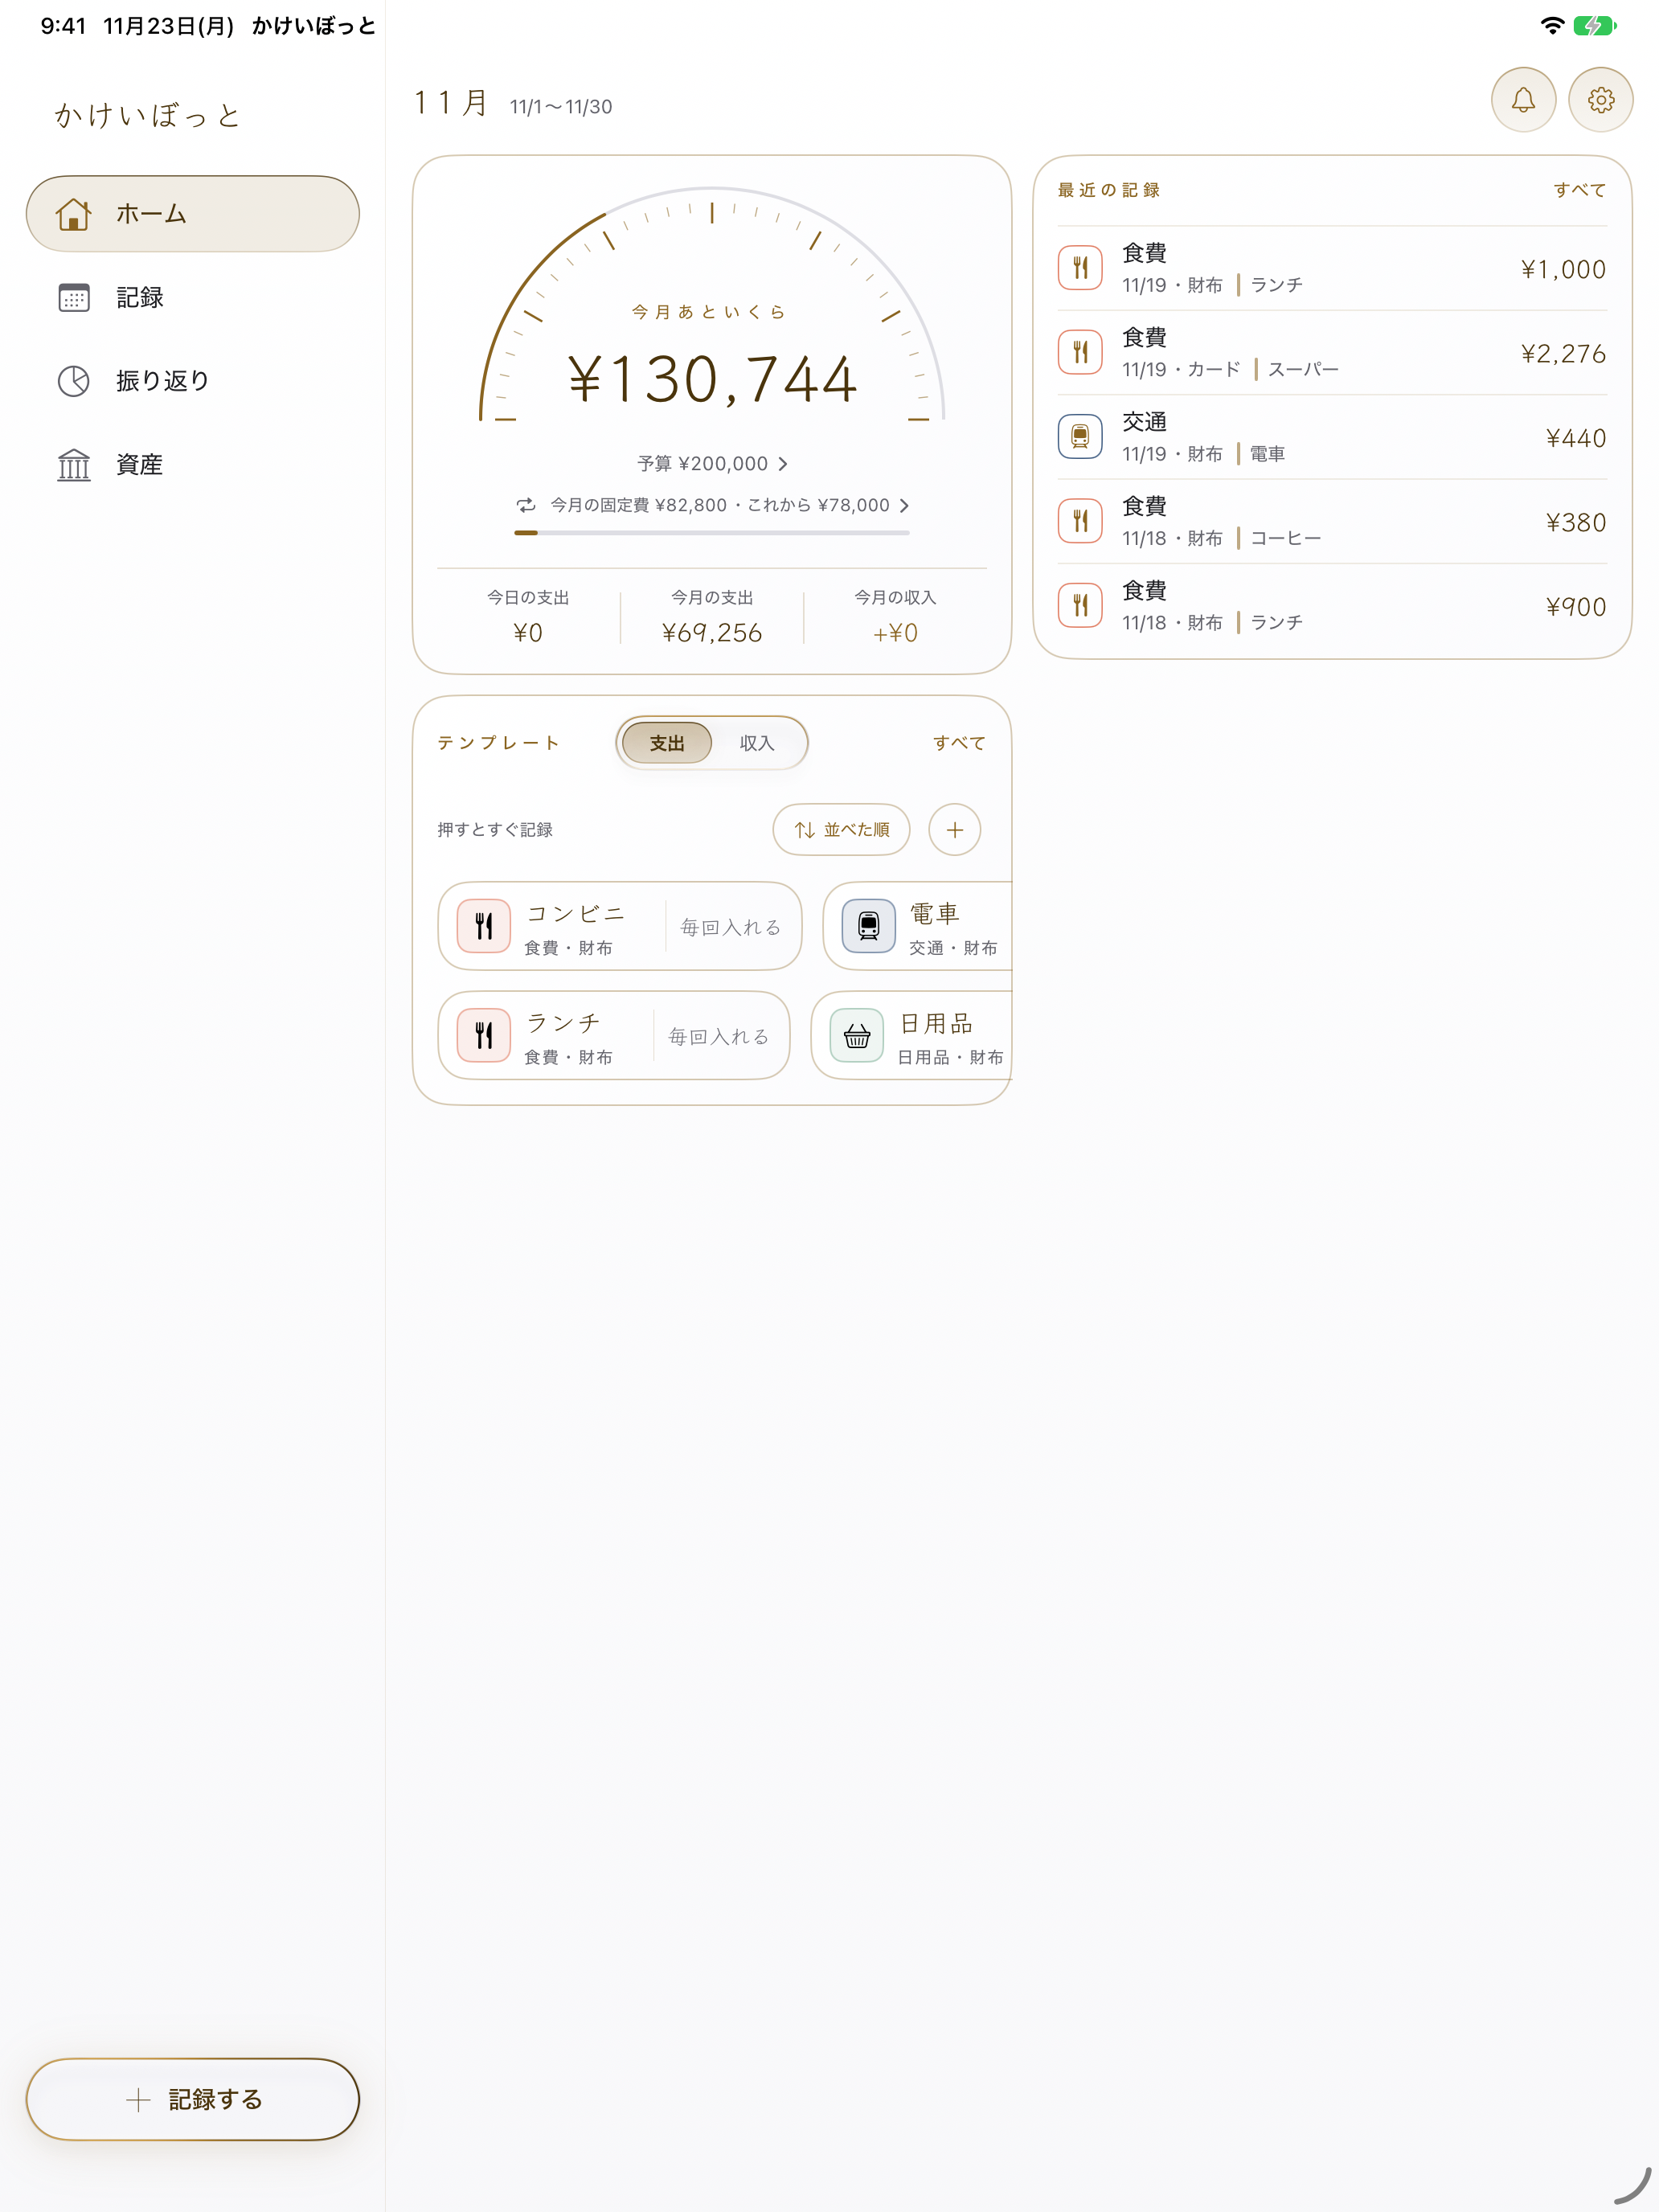 9:41 11月23日(月) かけいぼっと
かけいぼっと
ホーム
記録
振り返り
資産
記録する
11月 11/1〜11/30
今月あといくら
¥130,744
予算 ¥200,000
今月の固定費 ¥82,800・これから ¥78,000
今日の支出 今月の支出 今月の収入
¥0 ¥69,256 +¥0
テンプレート 支出 収入 すべて
押すとすぐ記録 並べた順
コンビニ
食費・財布
毎回入れる
電車
交通・財布
ランチ
食費・財布
毎回入れる
日用品
日用品・財布
最近の記録 すべて
食費
11/19・財布 ランチ
¥1,000
食費
11/19・カード スーパー
¥2,276
交通
11/19・財布 電車
¥440
食費
11/18・財布 コーヒー
¥380
食費
11/18・財布 ランチ
¥900